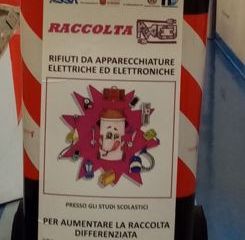 RACCOLTA
RIFIUTI DA APPARECCHIATURE
ELETTRICHE ED ELETTRONICHE
PRESSO GLI STUDI SCOLASTICI
PER AUMENTARE LA RACCOLTA
DIFFERENZIATA